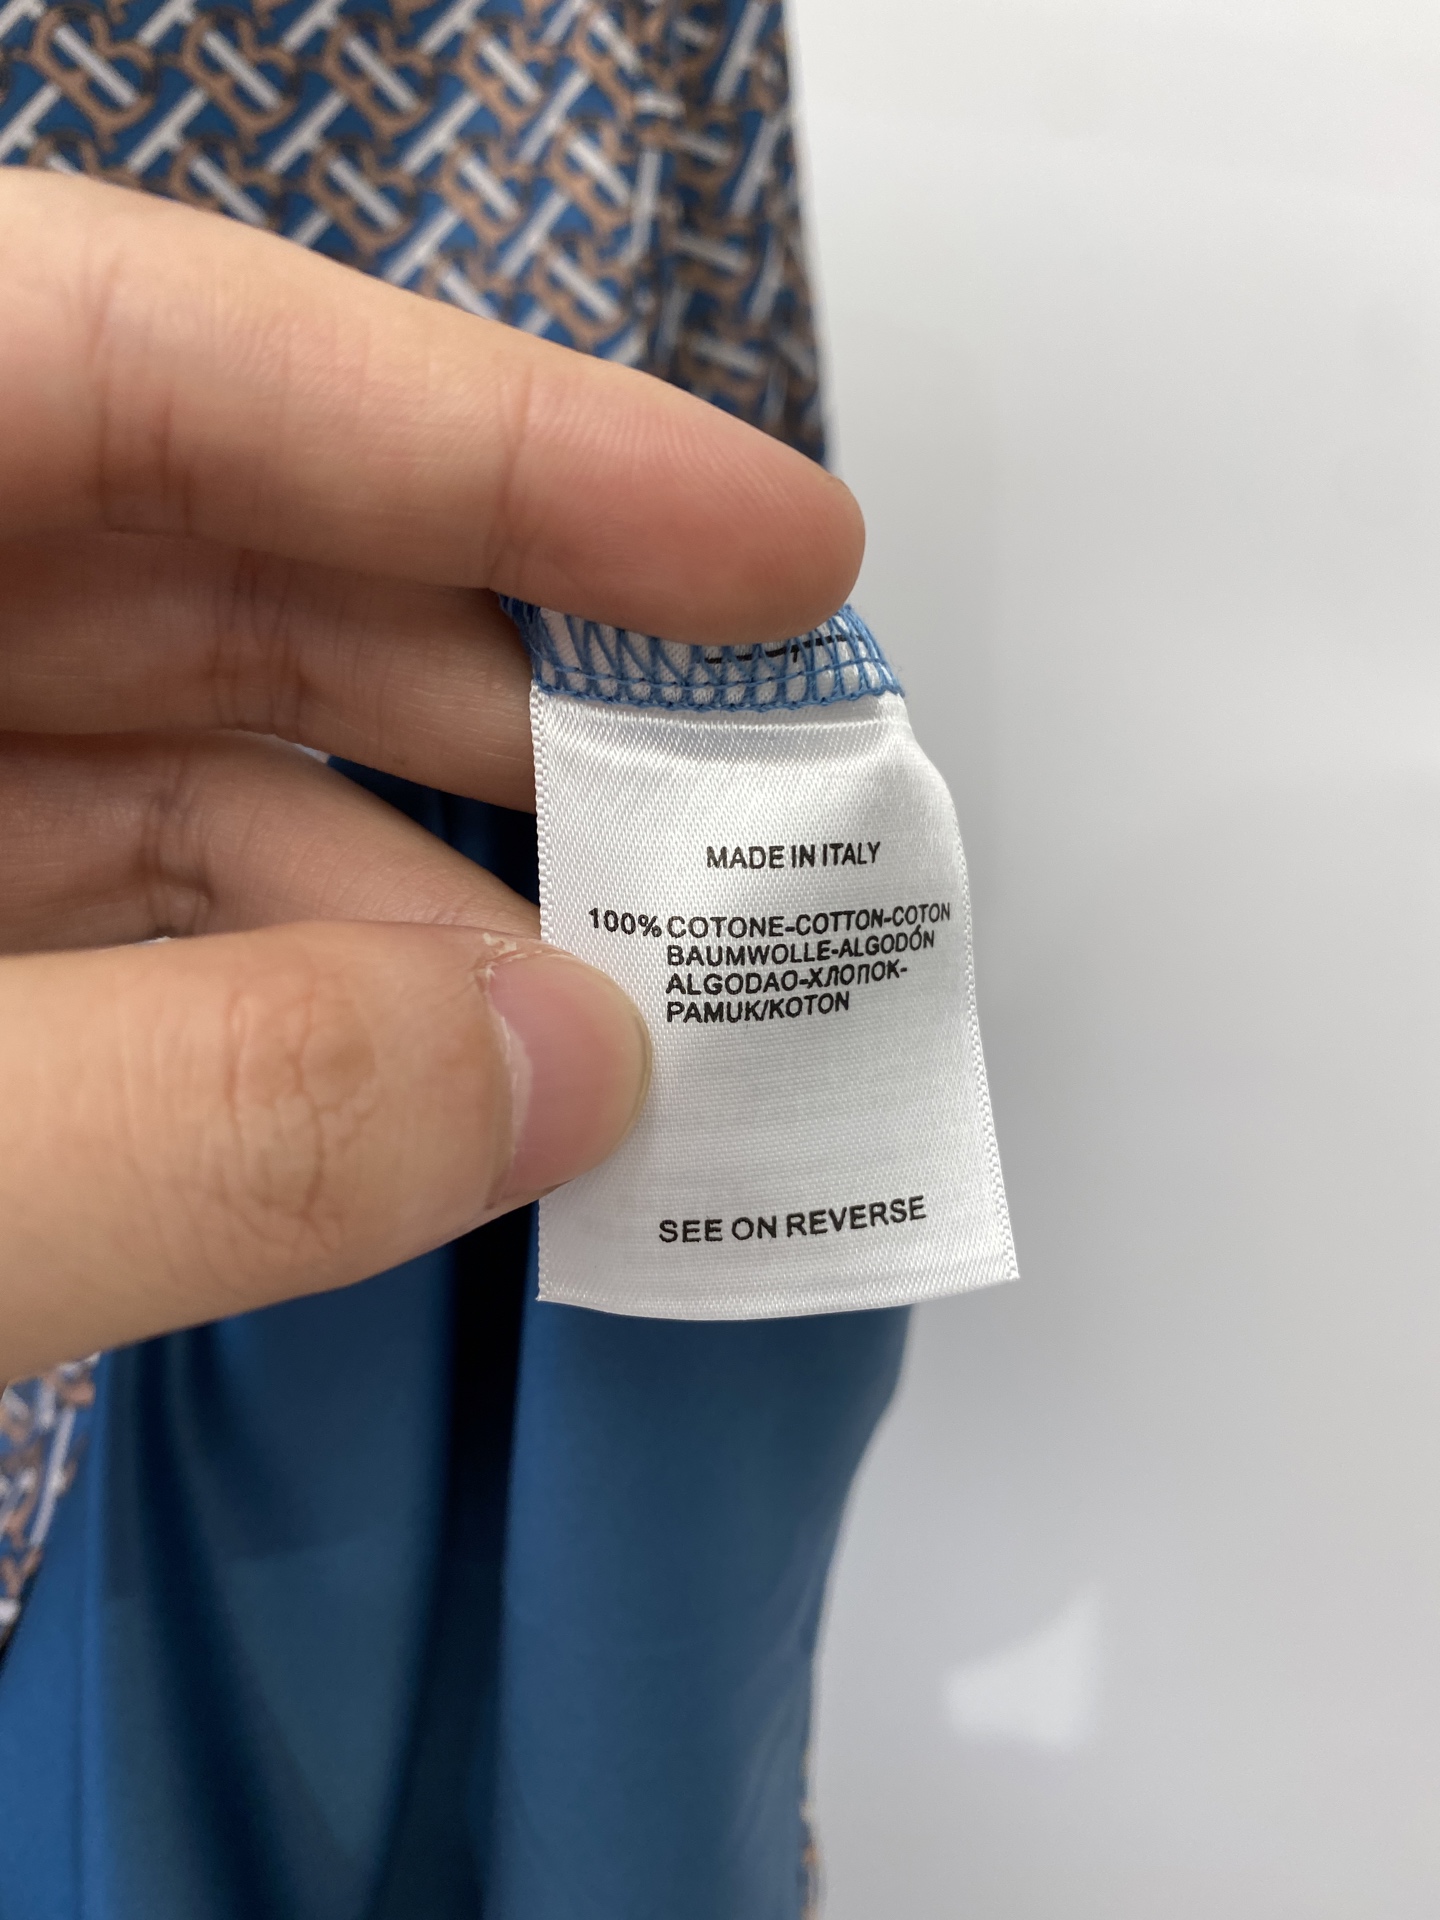 MADE IN ITALY
100% COTONE-COTTON-COTON
BAUMWOLLE-ALGODÓN
ALGODAO-ХЛОПОК-
PAMUK/KOTON
SEE ON REVERSE